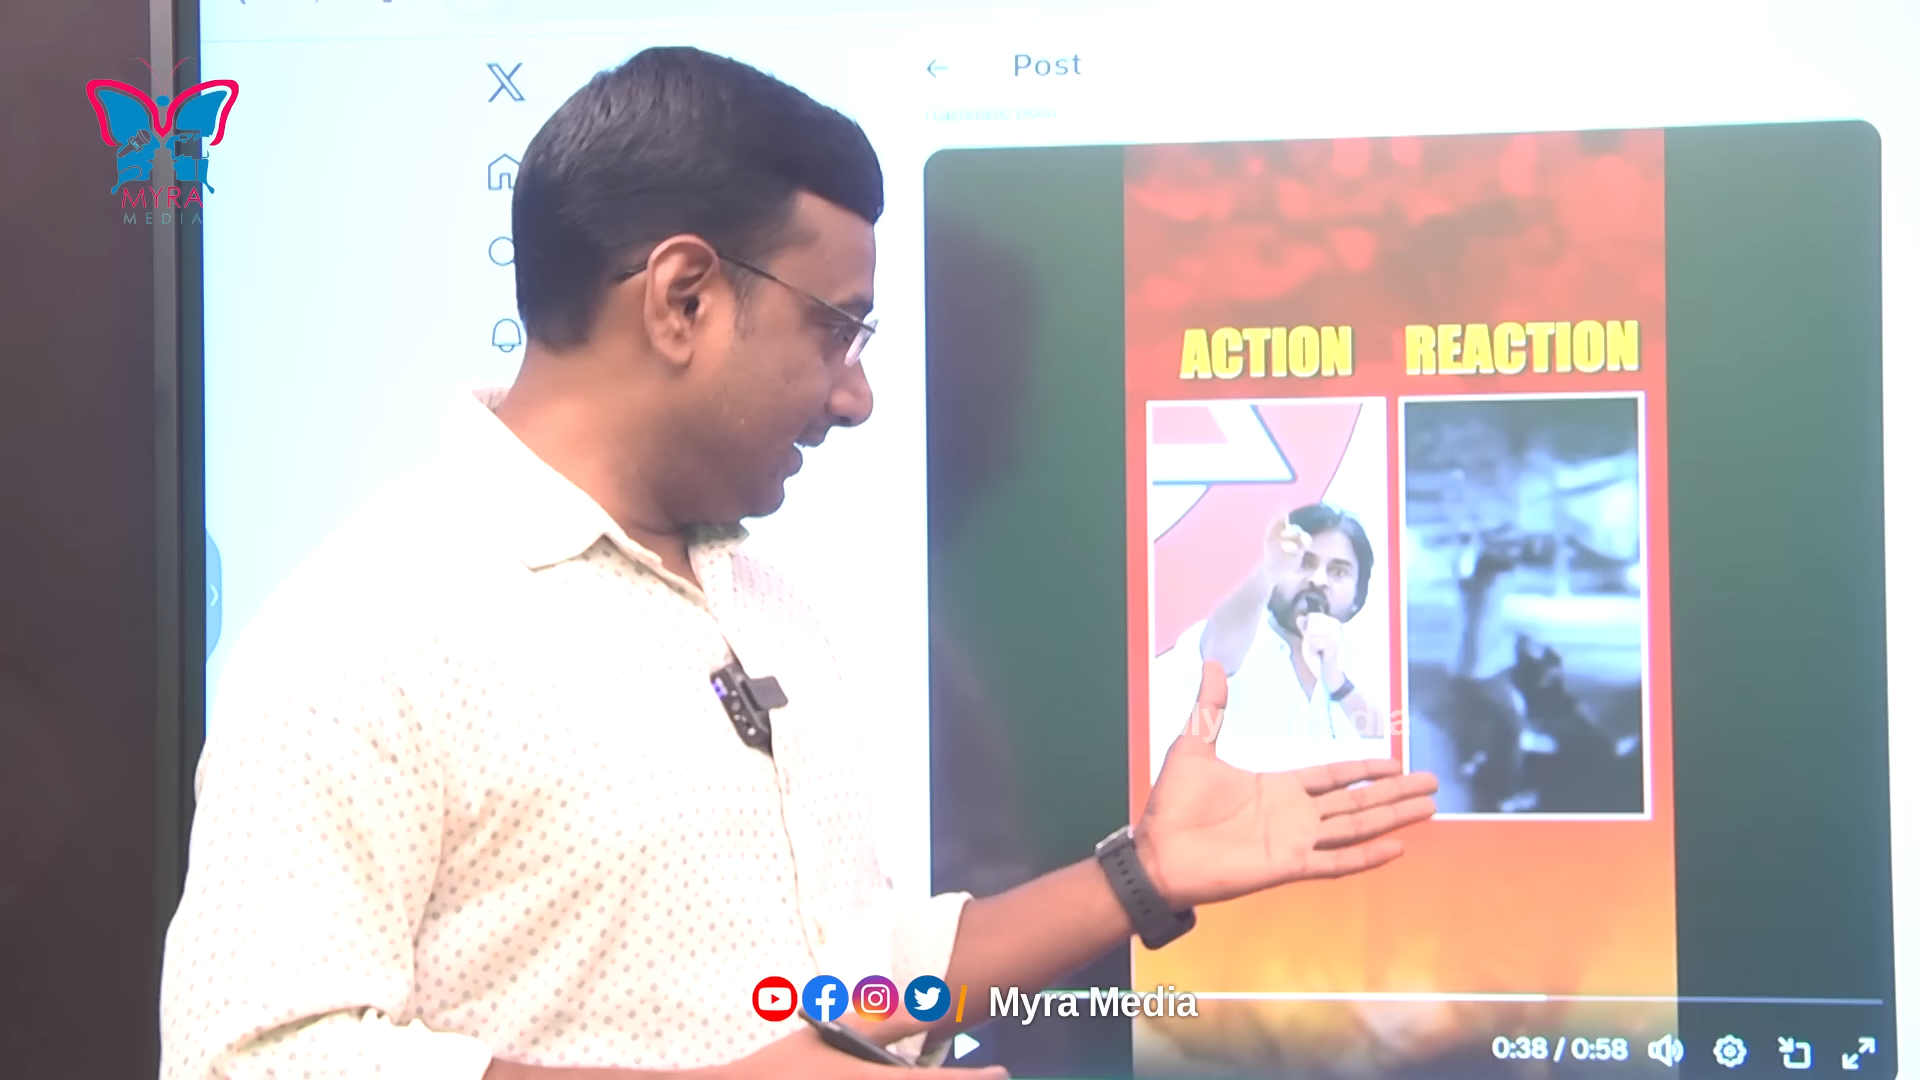 Post
MYRA
MEDIA
ACTION REACTION
Myra Media
0:38 / 0:58